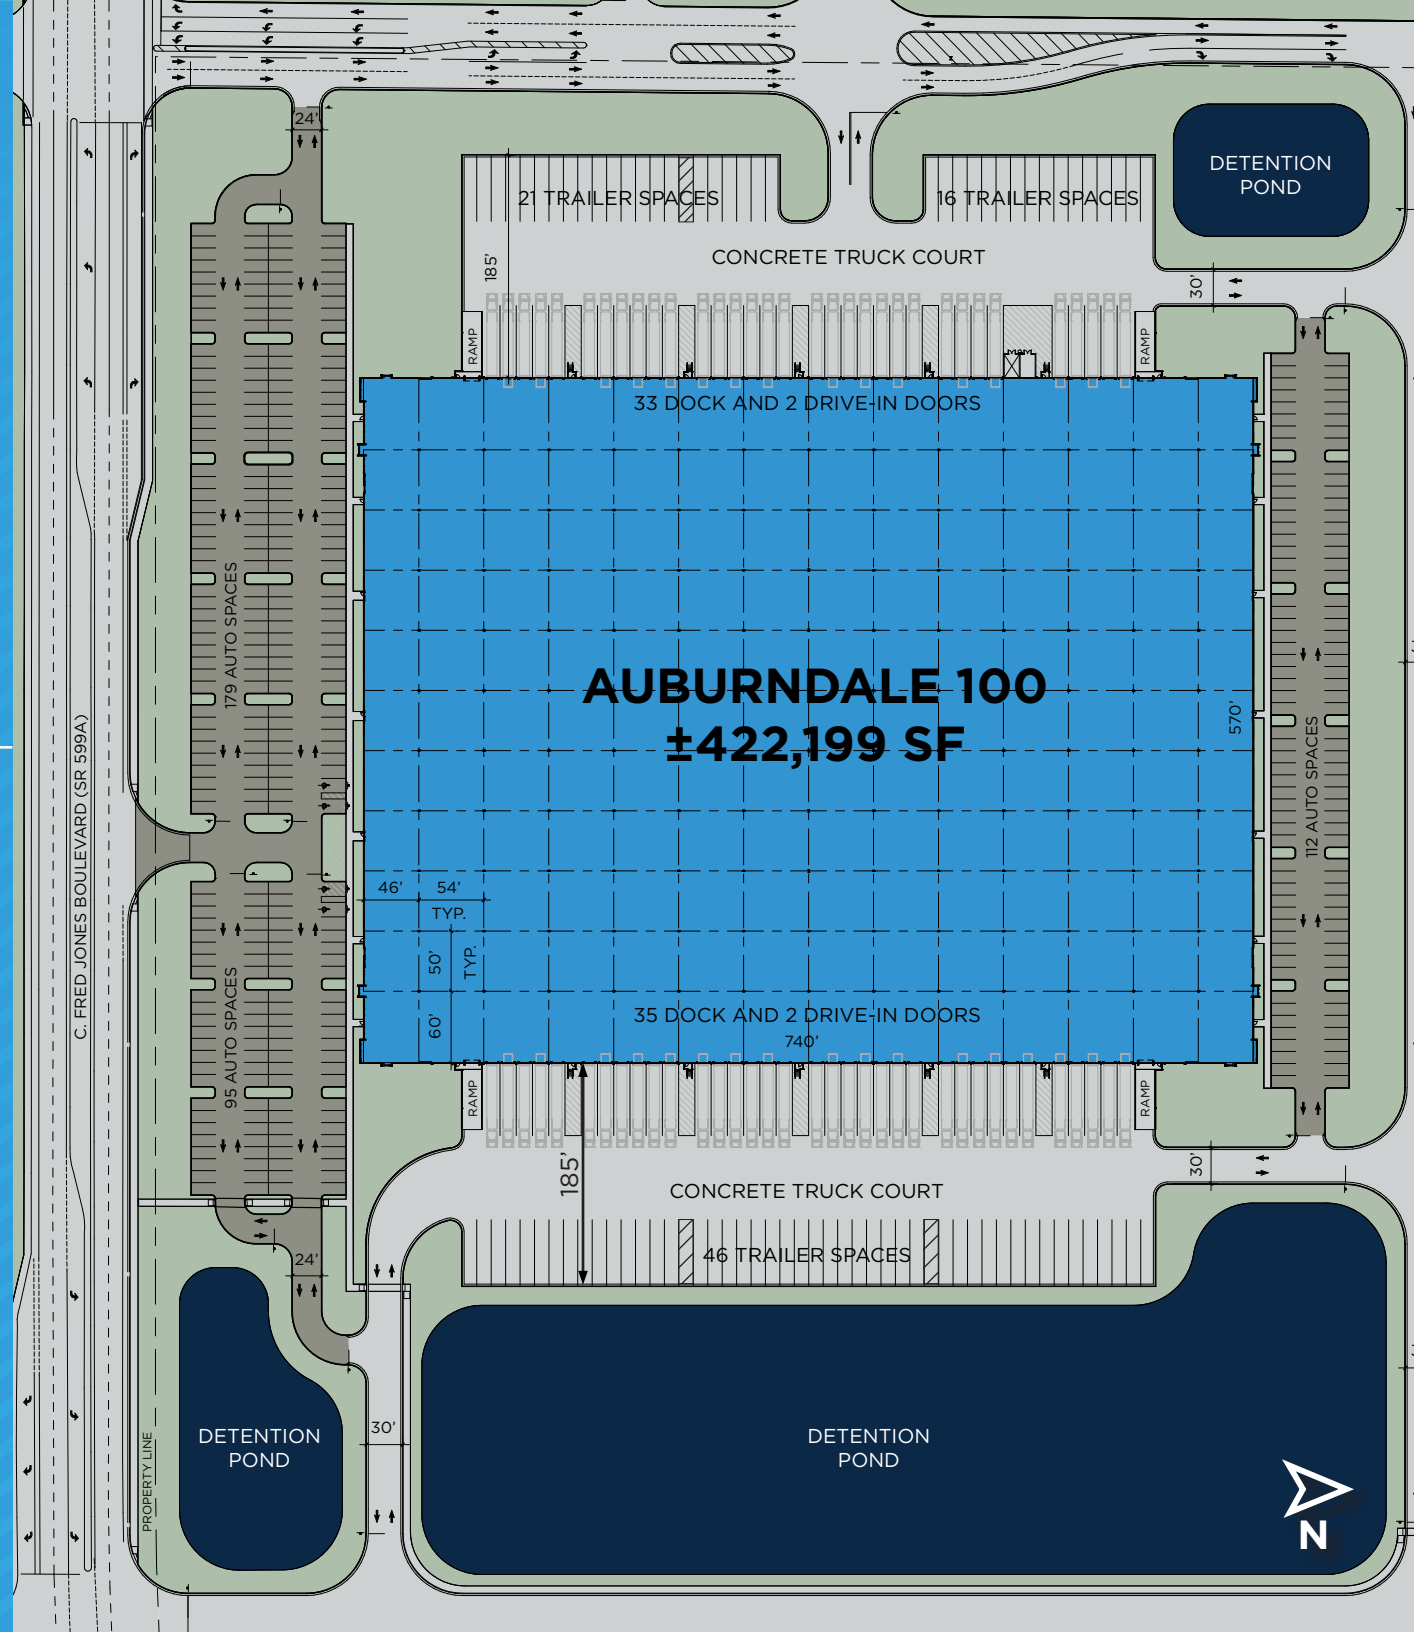 24'
DETENTION
POND
21 TRAILER SPACES
16 TRAILER SPACES
CONCRETE TRUCK COURT
185'
30'
RAMP
RAMP
33 DOCK AND 2 DRIVE-IN DOORS
179 AUTO SPACES
AUBURNDALE 100
±422,199 SF
570'
112 AUTO SPACES
C. FRED JONES BOULEVARD (SR 599A)
46'
54'
TYP.
50'
TYP.
60'
95 AUTO SPACES
35 DOCK AND 2 DRIVE-IN DOORS
740'
RAMP
RAMP
185'
30'
CONCRETE TRUCK COURT
46 TRAILER SPACES
24'
30'
DETENTION
POND
DETENTION
POND
PROPERTY LINE
N